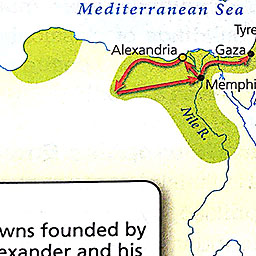 Mediterranean Sea
Tyre
Alexandria
Gaza
Memphi
Nile R.
wns founded by
exander and his